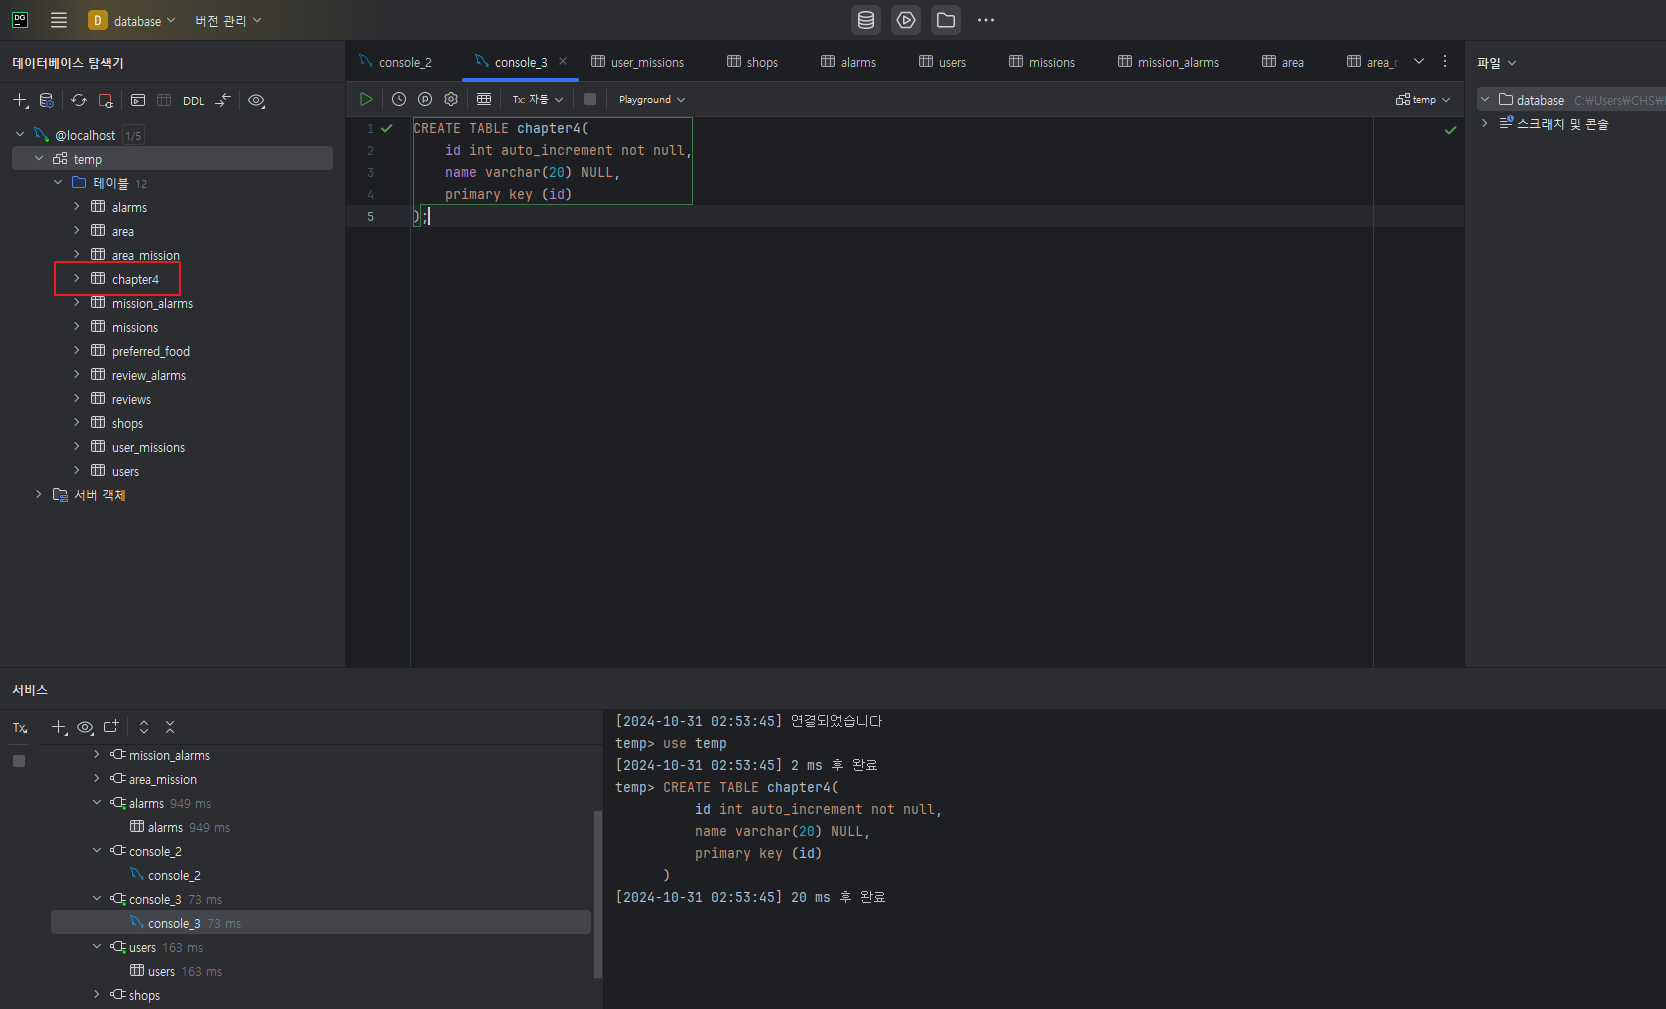 DG
D database 버전 관리
데이터베이스 탐색기
DDL
@localhost 1/5
temp
테이블 12
alarms
area
area_mission
chapter4
mission_alarms
missions
preferred_food
review_alarms
reviews
shops
user_missions
users
서버 객체
console_2 console_3 user_missions shops alarms users missions mission_alarms area
Tx: 자동 Playground temp
1 CREATE TABLE chapter4(
2 id int auto_increment not null,
3 name varchar(20) NULL,
4 primary key (id)
5 );
파일
database C:₩Users₩CHS₩
스크래치 및 콘솔
서비스
Tx
mission_alarms
area_mission
alarms 949 ms
alarms 949 ms
console_2
console_2
console_3 73 ms
console_3 73 ms
users 163 ms
users 163 ms
shops
[2024-10-31 02:53:45] 연결되었습니다
temp> use temp
[2024-10-31 02:53:45] 2 ms 후 완료
temp> CREATE TABLE chapter4(
id int auto_increment not null,
name varchar(20) NULL,
primary key (id)
)
[2024-10-31 02:53:45] 20 ms 후 완료